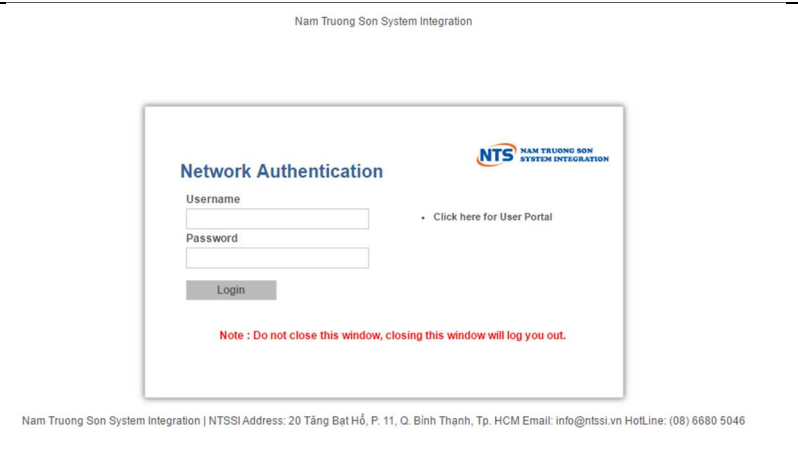 Nam Truong Son System Integration
NTS NAM TRUONG SON
SYSTEM INTEGRATION
Network Authentication
Username
• Click here for User Portal
Password
Login
Note : Do not close this window, closing this window will log you out.
Nam Truong Son System Integration | NTSSI Address: 20 Tăng Bạt Hổ, P. 11, Q. Bình Thạnh, Tp. HCM Email: info@ntssi.vn HotLine: (08) 6680 5046